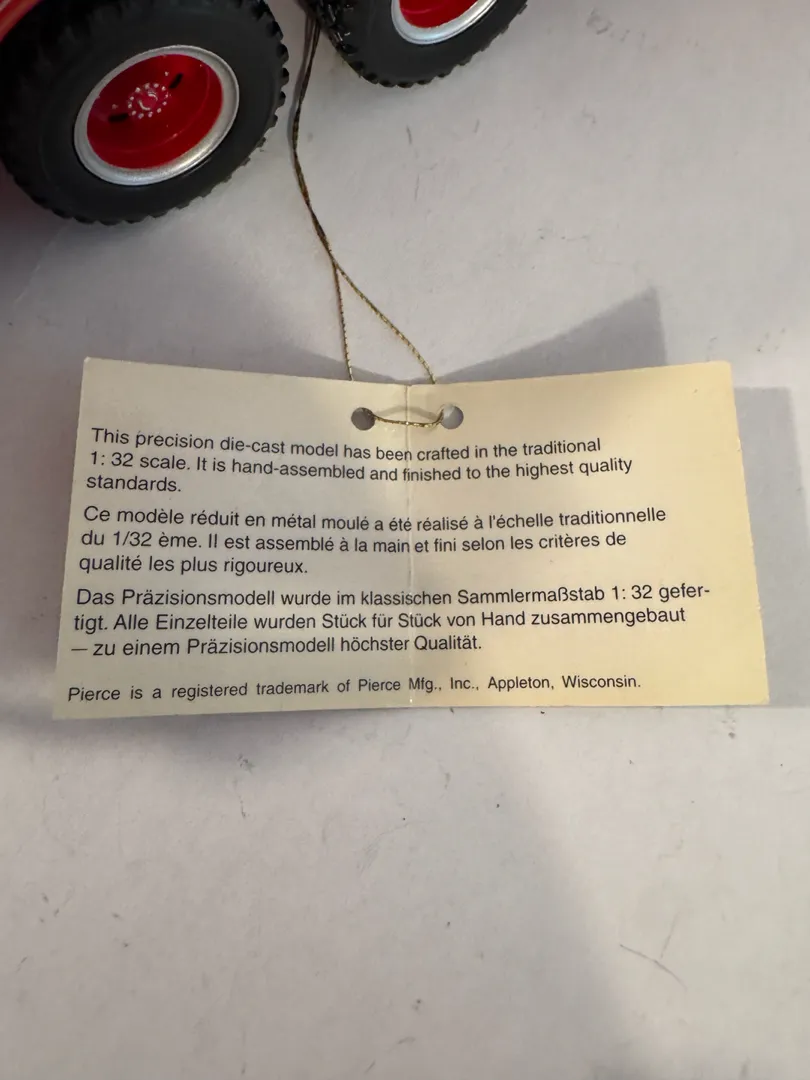 This precision die-cast model has been crafted in the traditional
1: 32 scale. It is hand-assembled and finished to the highest quality
standards.
Ce modèle réduit en métal moulé a été réalisé à l'échelle traditionnelle
du 1/32 ème. Il est assemblé à la main et fini selon les critères de
qualité les plus rigoureux.
Das Präzisionsmodell wurde im klassischen Sammlermaßstab 1: 32 gefer-
tigt. Alle Einzelteile wurden Stück für Stück von Hand zusammengebaut
— zu einem Präzisionsmodell höchster Qualität.
Pierce is a registered trademark of Pierce Mfg., Inc., Appleton, Wisconsin.